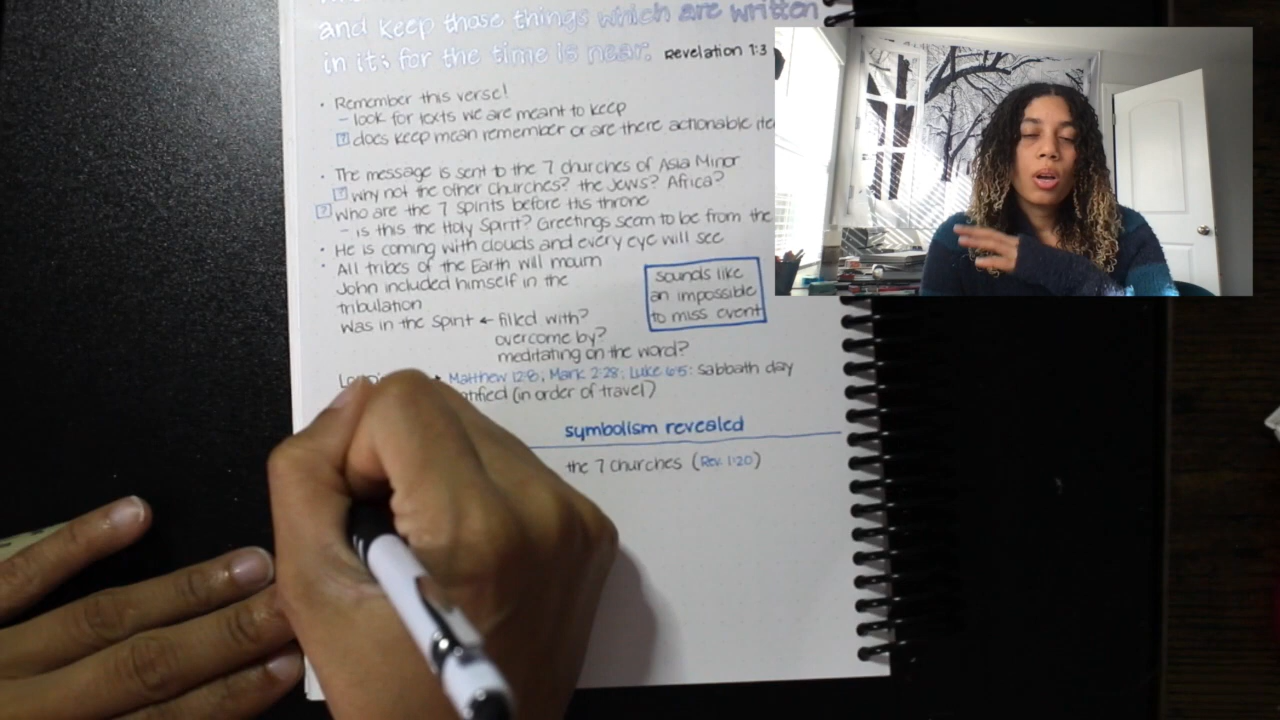 and keep those things which are written
in it; for the time is near. Revelation 1:3
• Remember this verse!
- look for texts we are meant to keep
? does keep mean remember or are there actionable ite
• The message is sent to the 7 churches of Asia Minor
? why not the other churches? the Jews? Africa?
? who are the 7 spirits before His throne
- is this the Holy Spirit? Greetings seem to be from the
• He is coming with clouds and every eye will see
• All tribes of the Earth will mourn
John included himself in the
tribulation
sounds like
an impossible
to miss event
Was in the Spirit ← filled with?
overcome by?
meditating on the word?
Matthew 12:8; Mark 2:28; Luke 6:5: Sabbath day
(in order of travel)
symbolism revealed
the 7 churches (Rev. 1:20)